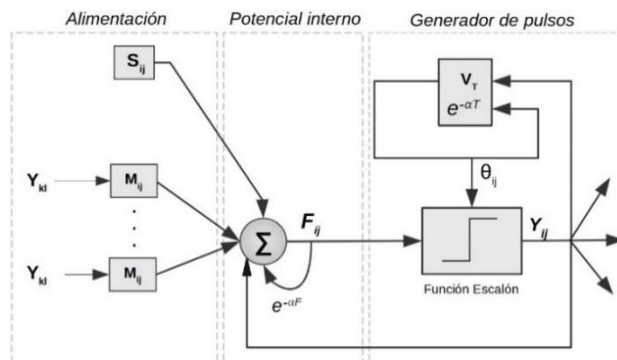 Alimentación
Potencial interno
Generador de pulsos
S_ij
V_T
e^-αT
θ_ij
Y_kl
M_ij
F_ij
Y_ij
Σ
Y_kl
M_ij
e^-αF
Función Escalón